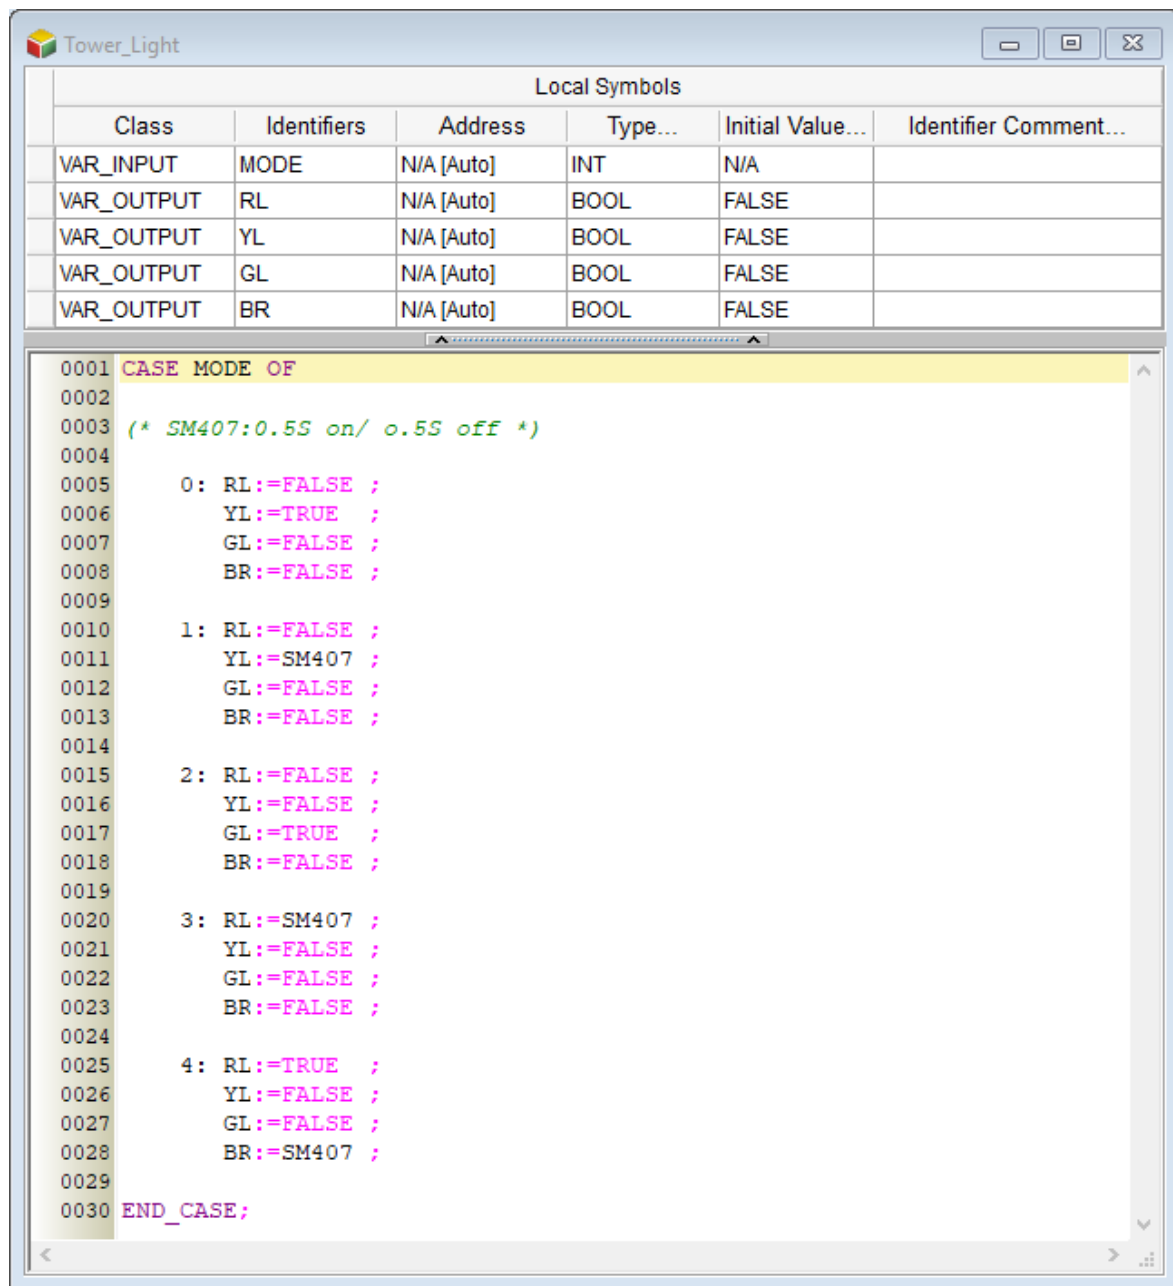 Tower_Light
Local Symbols
Class Identifiers Address Type... Initial Value... Identifier Comment...
VAR_INPUT MODE N/A [Auto] INT N/A
VAR_OUTPUT RL N/A [Auto] BOOL FALSE
VAR_OUTPUT YL N/A [Auto] BOOL FALSE
VAR_OUTPUT GL N/A [Auto] BOOL FALSE
VAR_OUTPUT BR N/A [Auto] BOOL FALSE
0001 CASE MODE OF
0002
0003 (* SM407:0.5S on/ o.5S off *)
0004
0005 0: RL:=FALSE ;
0006 YL:=TRUE ;
0007 GL:=FALSE ;
0008 BR:=FALSE ;
0009
0010 1: RL:=FALSE ;
0011 YL:=SM407 ;
0012 GL:=FALSE ;
0013 BR:=FALSE ;
0014
0015 2: RL:=FALSE ;
0016 YL:=FALSE ;
0017 GL:=TRUE ;
0018 BR:=FALSE ;
0019
0020 3: RL:=SM407 ;
0021 YL:=FALSE ;
0022 GL:=FALSE ;
0023 BR:=FALSE ;
0024
0025 4: RL:=TRUE ;
0026 YL:=FALSE ;
0027 GL:=FALSE ;
0028 BR:=SM407 ;
0029
0030 END_CASE;